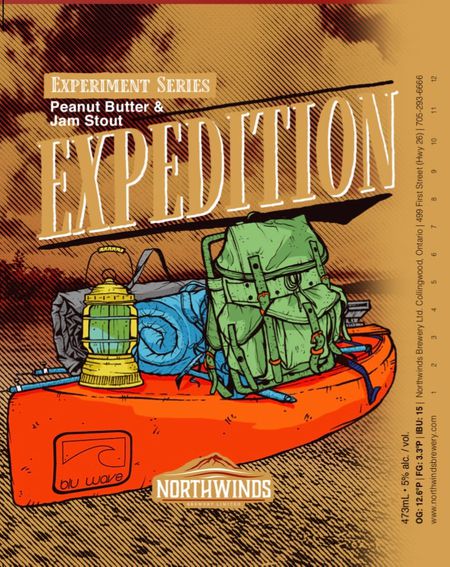 EXPERIMENT SERIES
Peanut Butter &
Jam Stout
EXPEDITION
blu wave
NORTHWINDS
BREWERY LIMITED
473mL • 5% alc. / vol.
OG: 12.6°P | FG: 3.3°P | IBU: 15 | Northwinds Brewery Ltd. Collingwood, Ontario | 499 First Street (Hwy 26) | 705-293-6666
www.northwindsbrewery.com 1 2 3 4 5 6 7 8 9 10 11 12